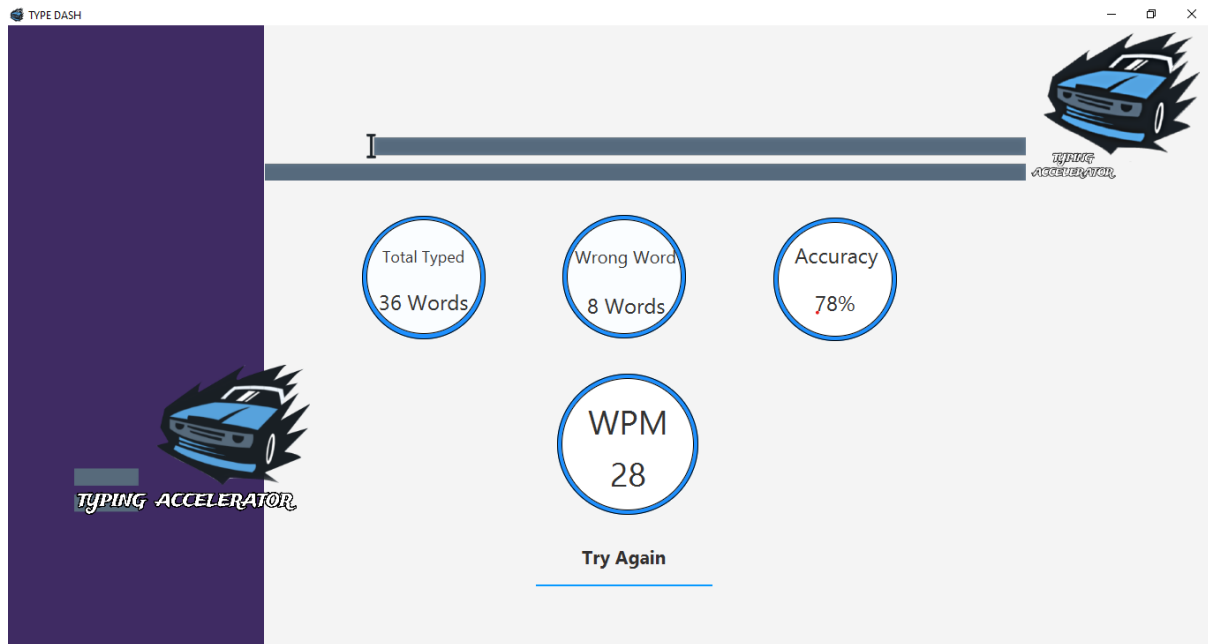 TYPE DASH
TYPING
ACCELERATOR
Total Typed
36 Words
Wrong Word
8 Words
Accuracy
78%
WPM
28
TYPING ACCELERATOR
Try Again